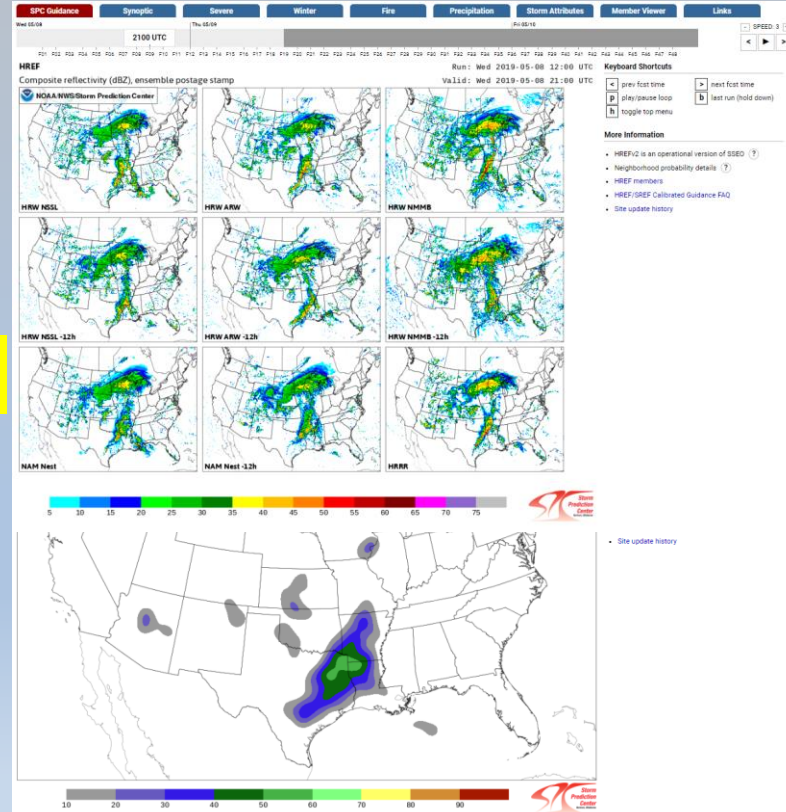 SPC Guidance Synoptic Severe Winter Fire Precipitation Storm Attributes Member Viewer Links
Wed 05/08 Thu 05/09 Fri 05/10
2100 UTC
- SPEED: 3
< ▶ >
HREF
Run: Wed 2019-05-08 12:00 UTC
Composite reflectivity (dBZ), ensemble postage stamp
Valid: Wed 2019-05-08 21:00 UTC
NOAA/NWS/Storm Prediction Center
HRW NSSL HRW ARW HRW NMMB
HRW NSSL -12h HRW ARW -12h HRW NMMB -12h
NAM Nest NAM Nest -12h HRRR
5 10 15 20 25 30 35 40 45 50 55 60 65 70 75
Storm
Prediction
Center
Keyboard Shortcuts
< prev fcst time > next fcst time
p play/pause loop b last run (hold down)
h toggle top menu
More Information
HREFv2 is an operational version of SSEO ?
Neighborhood probability details ?
HREF members
HREF/SREF Calibrated Guidance FAQ
Site update history
Site update history
10 20 30 40 50 60 70 80 90
Storm
Prediction
Center